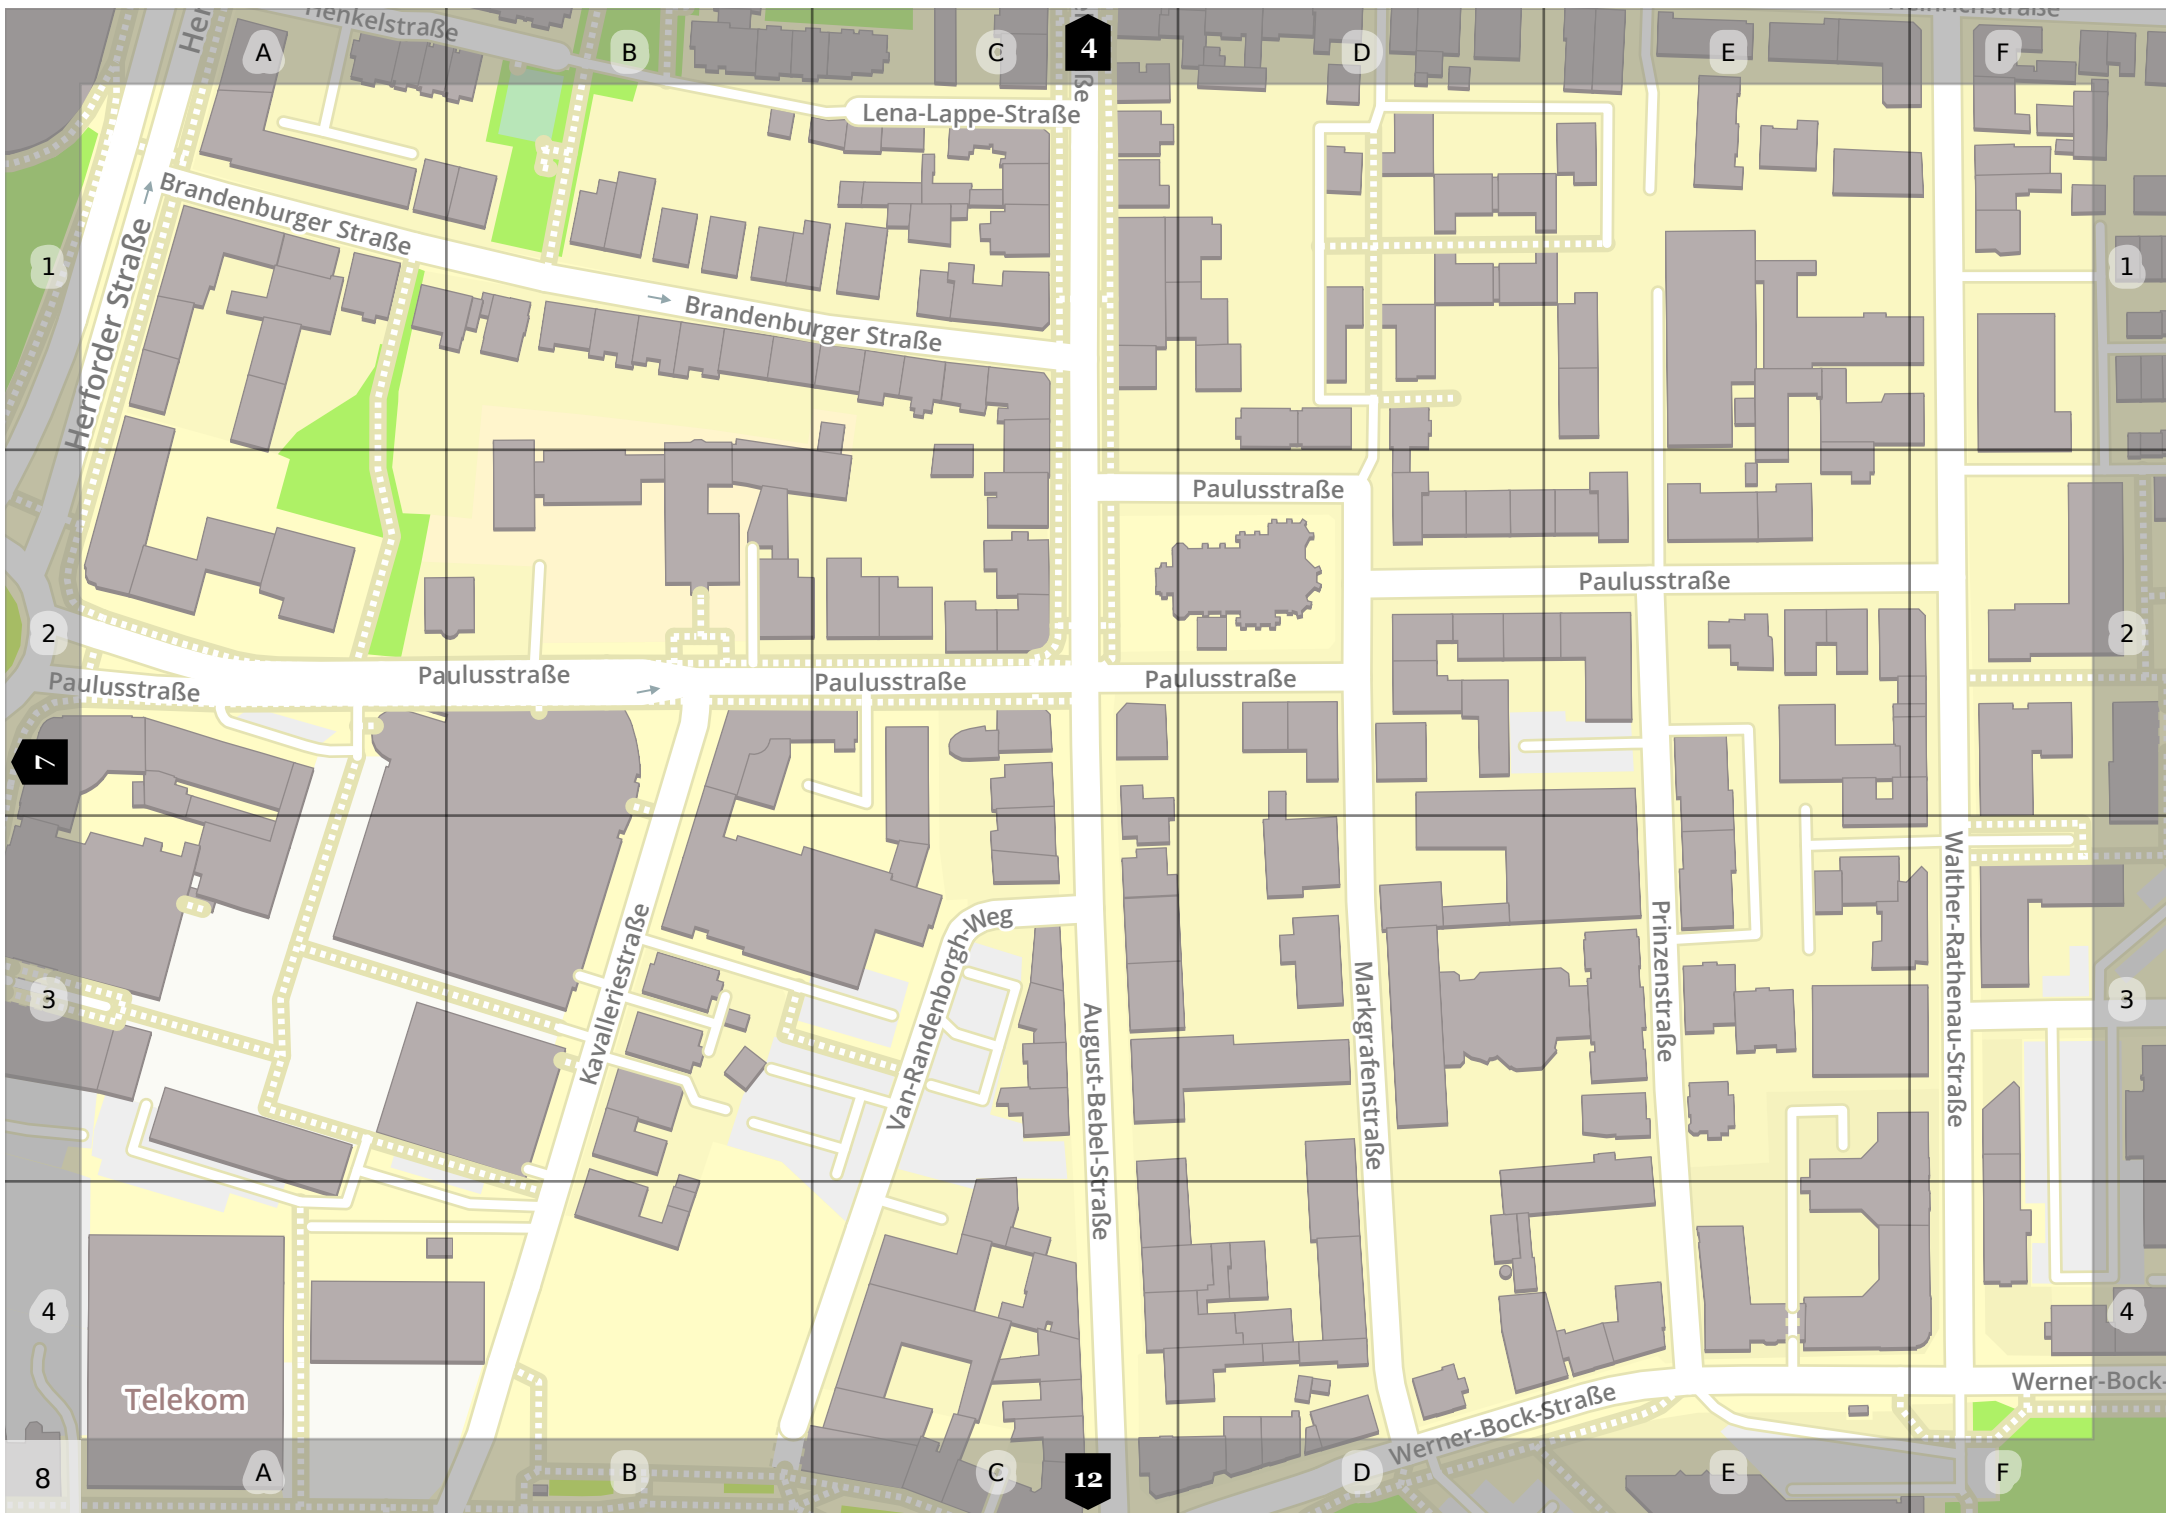 Henkelstraße
A
B
C
4
D
E
F
Lena-Lappe-Straße
Brandenburger Straße
Herforder Straße
1
1
Brandenburger Straße
Paulusstraße
Paulusstraße
2
2
Paulusstraße
Paulusstraße
Paulusstraße
Paulusstraße
7
Kavalleriestraße
Van-Randenborgh-Weg
August-Bebel-Straße
Markgrafenstraße
Prinzenstraße
Walther-Rathenau-Straße
3
3
4
4
Telekom
Werner-Bock-Straße
Werner-Bock-
8
A
B
C
12
D
E
F